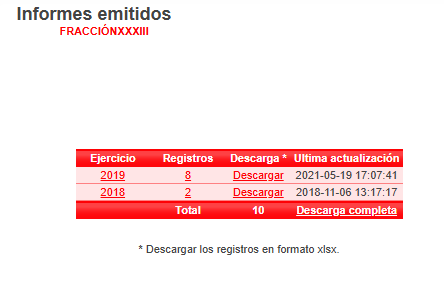 Informes emitidos
FRACCIÓNXXXIII
Ejercicio Registros Descarga * Ultima actualización
2019 8 Descargar 2021-05-19 17:07:41
2018 2 Descargar 2018-11-06 13:17:17
Total 10 Descarga completa
* Descargar los registros en formato xlsx.